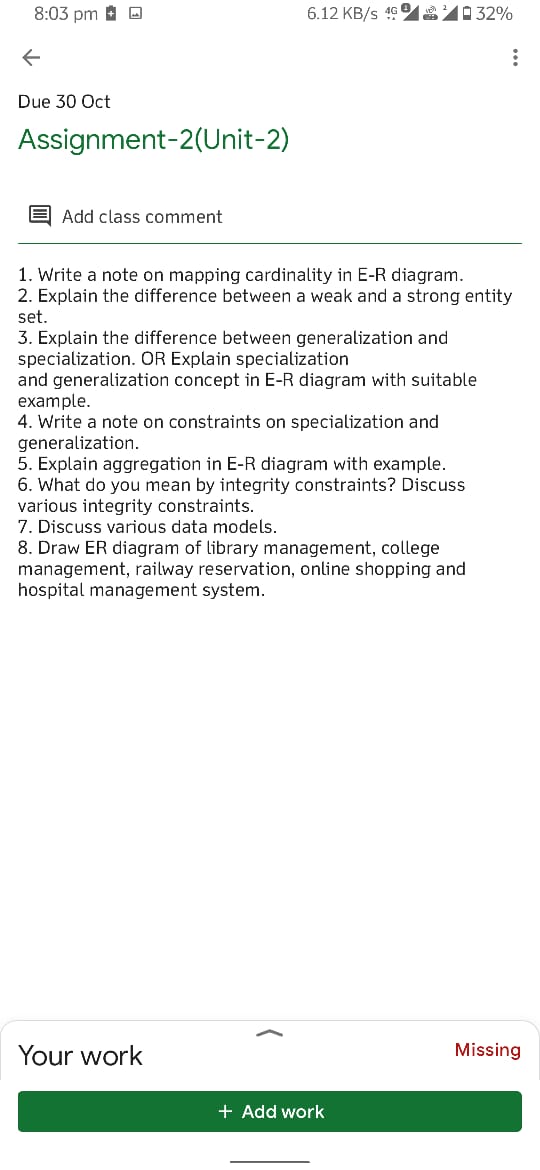 8:03 pm
6.12 KB/s 4G 1 2 32%
Due 30 Oct
Assignment-2(Unit-2)
Add class comment
1. Write a note on mapping cardinality in E-R diagram.
2. Explain the difference between a weak and a strong entity
set.
3. Explain the difference between generalization and
specialization. OR Explain specialization
and generalization concept in E-R diagram with suitable
example.
4. Write a note on constraints on specialization and
generalization.
5. Explain aggregation in E-R diagram with example.
6. What do you mean by integrity constraints? Discuss
various integrity constraints.
7. Discuss various data models.
8. Draw ER diagram of library management, college
management, railway reservation, online shopping and
hospital management system.
Your work
Missing
+ Add work